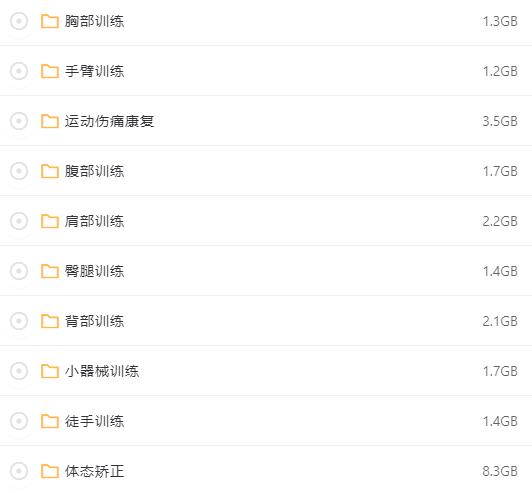 胸部训练 1.3GB
手臂训练 1.2GB
运动伤痛康复 3.5GB
腹部训练 1.7GB
肩部训练 2.2GB
臀腿训练 1.4GB
背部训练 2.1GB
小器械训练 1.7GB
徒手训练 1.4GB
体态矫正 8.3GB